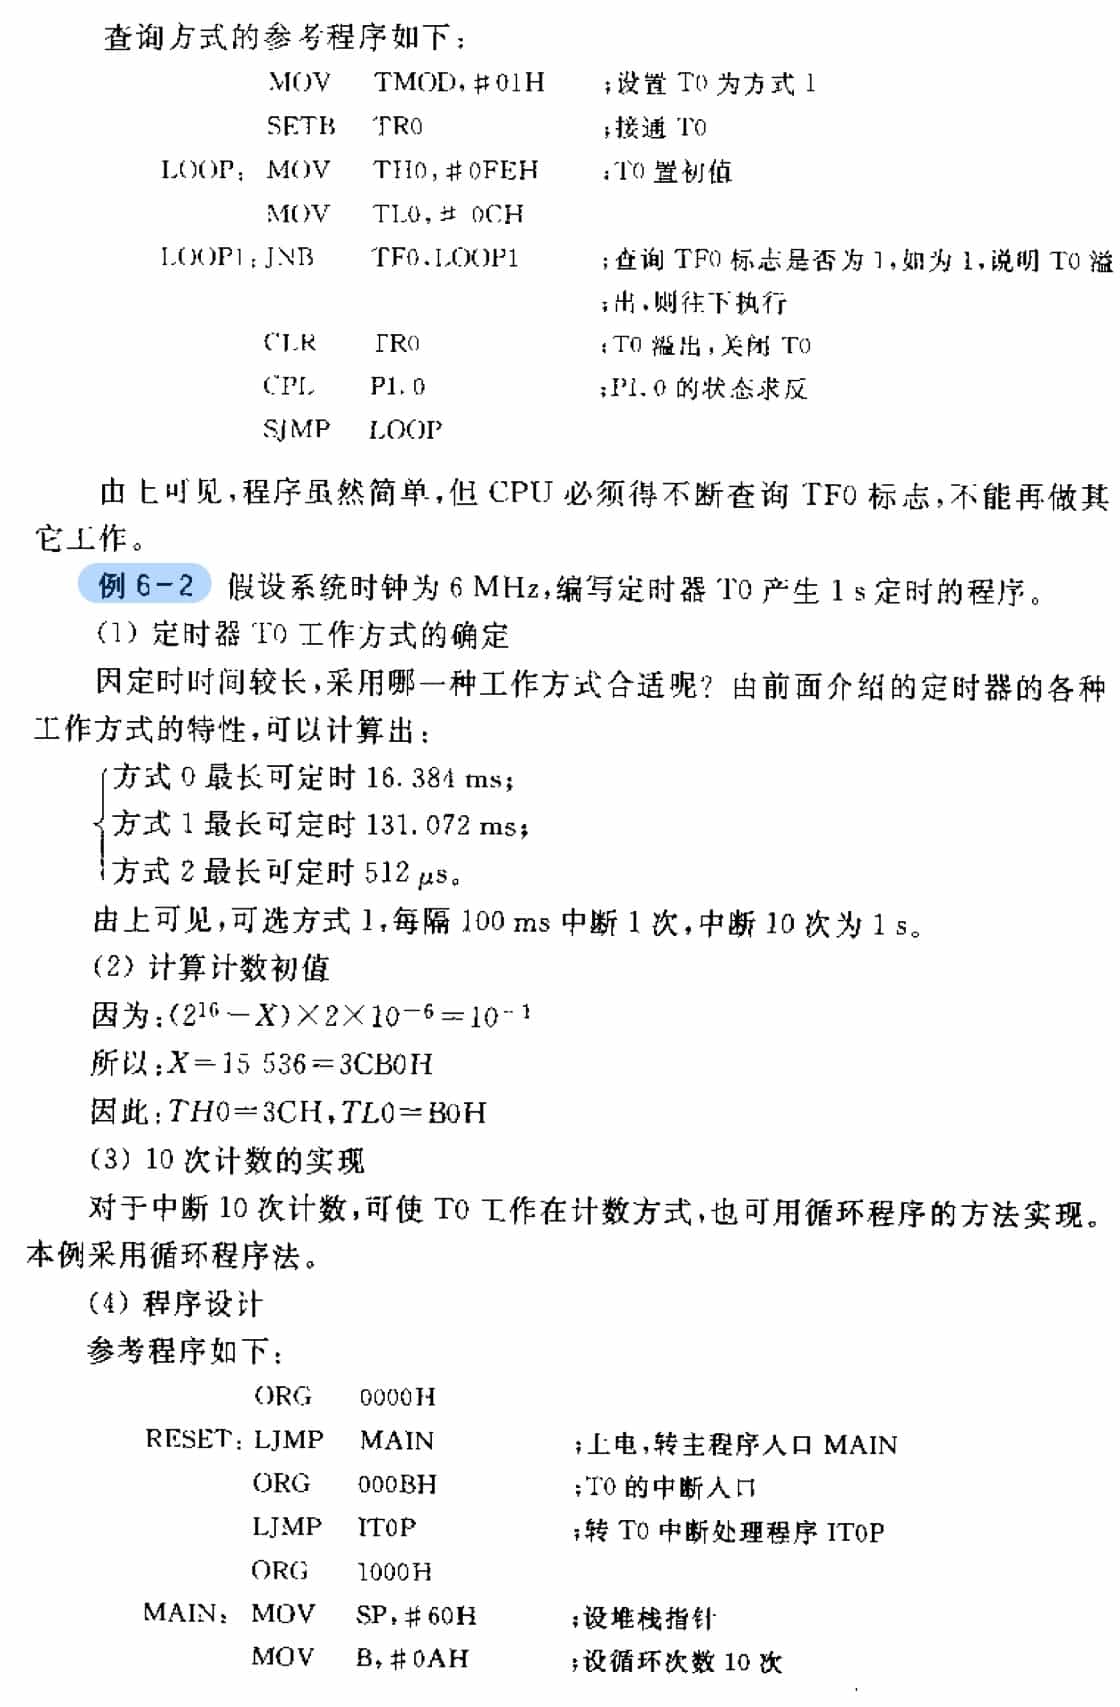 查询方式的参考程序如下：
MOV TMOD，#01H ；设置 T0 为方式 1
SETB TR0 ；接通 T0
LOOP： MOV TH0，#0FEH ；T0 置初值
MOV TL0，# 0CH
LOOP1：JNB TF0，LOOP1 ；查询 TF0 标志是否为 1，如为 1，说明 T0 溢
；出，则往下执行
CLR TR0 ；T0 溢出，关闭 T0
CPL P1.0 ；P1.0 的状态求反
SJMP LOOP
由上可见，程序虽然简单，但 CPU 必须得不断查询 TF0 标志，不能再做其
它工作。
例 6－2 假设系统时钟为 6 MHz，编写定时器 T0 产生 1 s 定时的程序。
（1）定时器 T0 工作方式的确定
因定时时间较长，采用哪一种工作方式合适呢？由前面介绍的定时器的各种
工作方式的特性，可以计算出：
方式 0 最长可定时 16.384 ms；
方式 1 最长可定时 131.072 ms；
方式 2 最长可定时 512 μs。
由上可见，可选方式 1，每隔 100 ms 中断 1 次，中断 10 次为 1 s。
（2）计算计数初值
因为：(2¹⁶－X)×2×10⁻⁶＝10⁻¹
所以：X＝15 536＝3CB0H
因此：TH0＝3CH，TL0＝B0H
（3）10 次计数的实现
对于中断 10 次计数，可使 T0 工作在计数方式，也可用循环程序的方法实现。
本例采用循环程序法。
（4）程序设计
参考程序如下：
ORG 0000H
RESET：LJMP MAIN ；上电，转主程序入口 MAIN
ORG 000BH ；T0 的中断入口
LJMP IT0P ；转 T0 中断处理程序 IT0P
ORG 1000H
MAIN： MOV SP，#60H ；设堆栈指针
MOV B，#0AH ；设循环次数 10 次